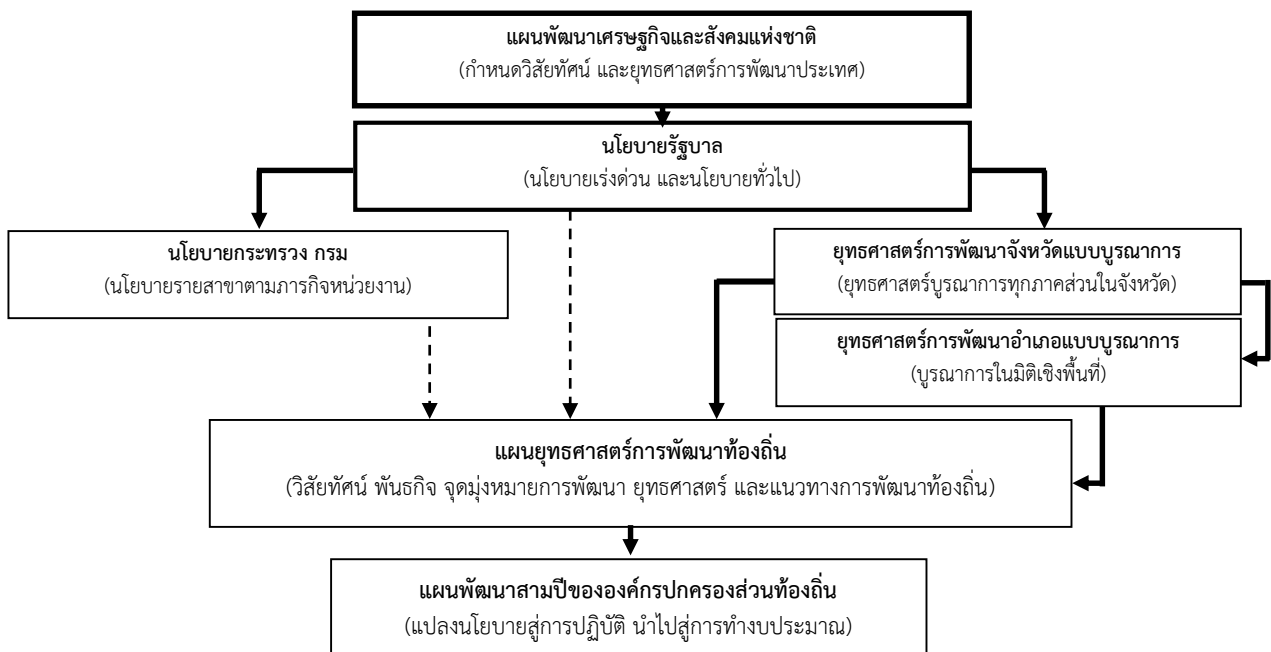 แผนพัฒนาเศรษฐกิจและสังคมแห่งชาติ
(กำหนดวิสัยทัศน์ และยุทธศาสตร์การพัฒนาประเทศ)
นโยบายรัฐบาล
(นโยบายเร่งด่วน และนโยบายทั่วไป)
นโยบายกระทรวง กรม
(นโยบายรายสาขาตามภารกิจหน่วยงาน)
ยุทธศาสตร์การพัฒนาจังหวัดแบบบูรณาการ
(ยุทธศาสตร์บูรณาการทุกภาคส่วนในจังหวัด)
ยุทธศาสตร์การพัฒนาอำเภอแบบบูรณาการ
(บูรณาการในมิติเชิงพื้นที่)
แผนยุทธศาสตร์การพัฒนาท้องถิ่น
(วิสัยทัศน์ พันธกิจ จุดมุ่งหมายการพัฒนา ยุทธศาสตร์ และแนวทางการพัฒนาท้องถิ่น)
แผนพัฒนาสามปีขององค์กรปกครองส่วนท้องถิ่น
(แปลงนโยบายสู่การปฏิบัติ นำไปสู่การทำงบประมาณ)